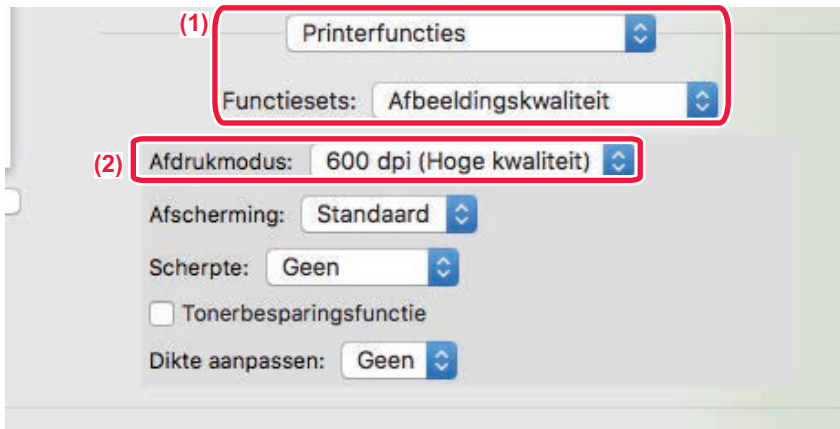 (1) Printerfuncties
Functiesets: Afbeeldingskwaliteit
(2) Afdrukmodus: 600 dpi (Hoge kwaliteit)
Afscherming: Standaard
Scherpte: Geen
Tonerbesparingsfunctie
Dikte aanpassen: Geen